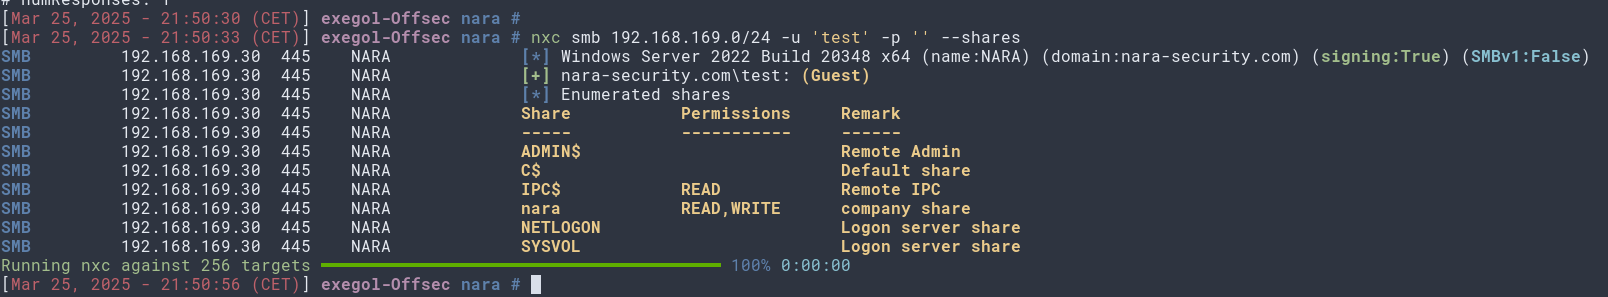 # numResponses: 1
[Mar 25, 2025 - 21:50:30 (CET)] exegol-Offsec nara #
[Mar 25, 2025 - 21:50:33 (CET)] exegol-Offsec nara # nxc smb 192.168.169.0/24 -u 'test' -p '' --shares
SMB 192.168.169.30 445 NARA [*] Windows Server 2022 Build 20348 x64 (name:NARA) (domain:nara-security.com) (signing:True) (SMBv1:False)
SMB 192.168.169.30 445 NARA [+] nara-security.com\test: (Guest)
SMB 192.168.169.30 445 NARA [*] Enumerated shares
SMB 192.168.169.30 445 NARA Share Permissions Remark
SMB 192.168.169.30 445 NARA ----- ----------- ------
SMB 192.168.169.30 445 NARA ADMIN$ Remote Admin
SMB 192.168.169.30 445 NARA C$ Default share
SMB 192.168.169.30 445 NARA IPC$ READ Remote IPC
SMB 192.168.169.30 445 NARA nara READ,WRITE company share
SMB 192.168.169.30 445 NARA NETLOGON Logon server share
SMB 192.168.169.30 445 NARA SYSVOL Logon server share
Running nxc against 256 targets 100% 0:00:00
[Mar 25, 2025 - 21:50:56 (CET)] exegol-Offsec nara #